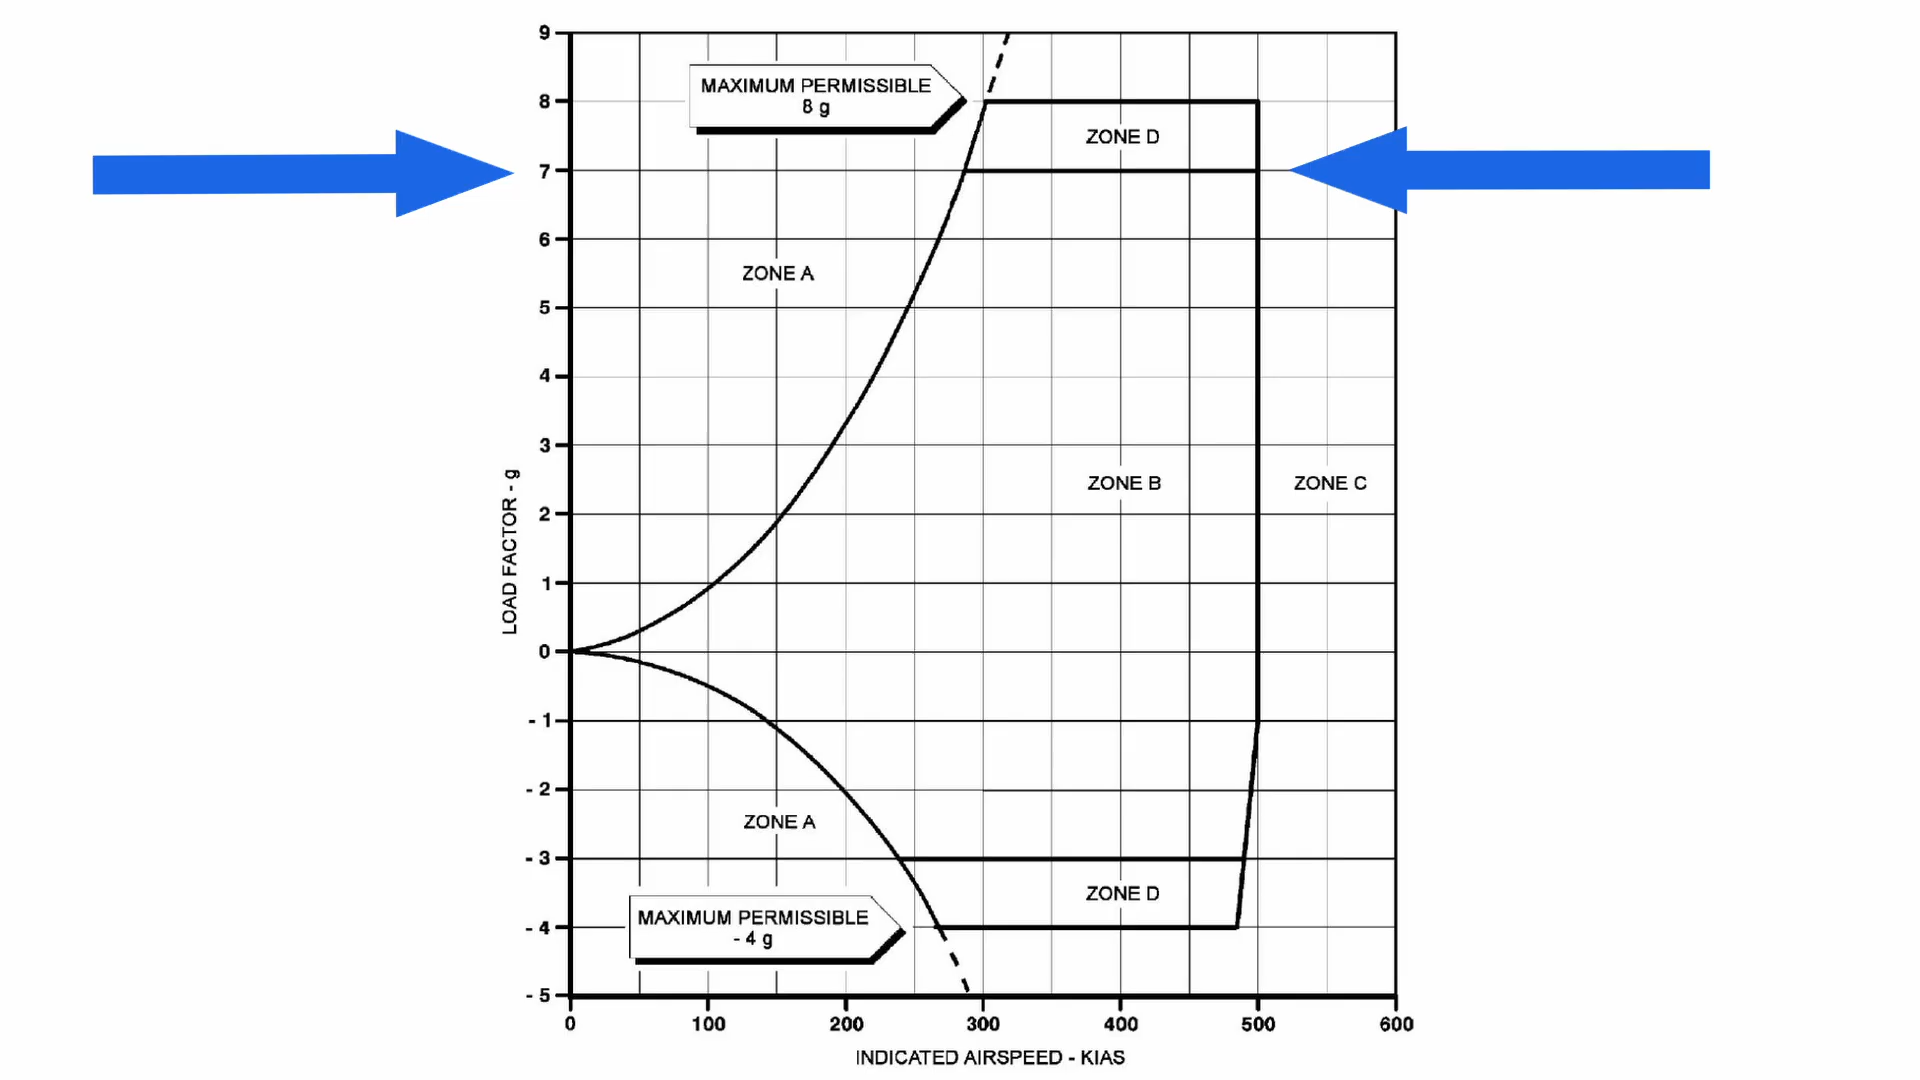 9
MAXIMUM PERMISSIBLE
8 g
8
ZONE D
7
6
ZONE A
5
4
3
ZONE B
ZONE C
2
LOAD FACTOR - g
1
0
- 1
- 2
ZONE A
- 3
ZONE D
MAXIMUM PERMISSIBLE
- 4 g
- 4
- 5
0 100 200 300 400 500 600
INDICATED AIRSPEED - KIAS